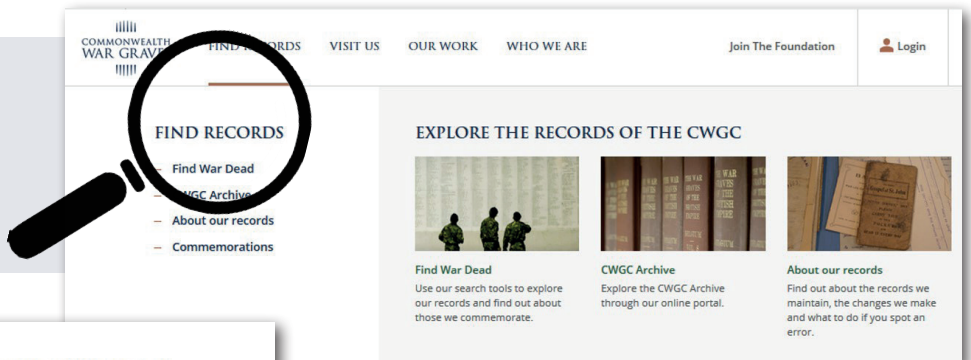 COMMONWEALTH
WAR GRAVES
FIND RECORDS
VISIT US
OUR WORK
WHO WE ARE
Join The Foundation
Login
FIND RECORDS
– Find War Dead
– CWGC Archive
– About our records
– Commemorations
EXPLORE THE RECORDS OF THE CWGC
Find War Dead
Use our search tools to explore
our records and find out about
those we commemorate.
CWGC Archive
Explore the CWGC Archive
through our online portal.
About our records
Find out about the records we
maintain, the changes we make
and what to do if you spot an
error.